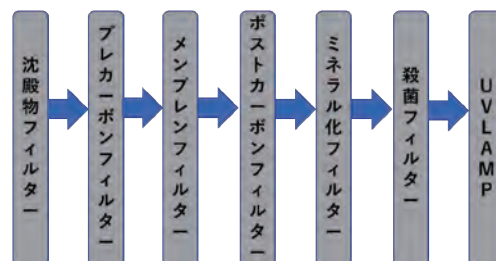 沈殿物フィルター
プレカーボンフィルター
メンブレンフィルター
ポストカーボンフィルター
ミネラル化フィルター
殺菌フィルター
UVLAMP